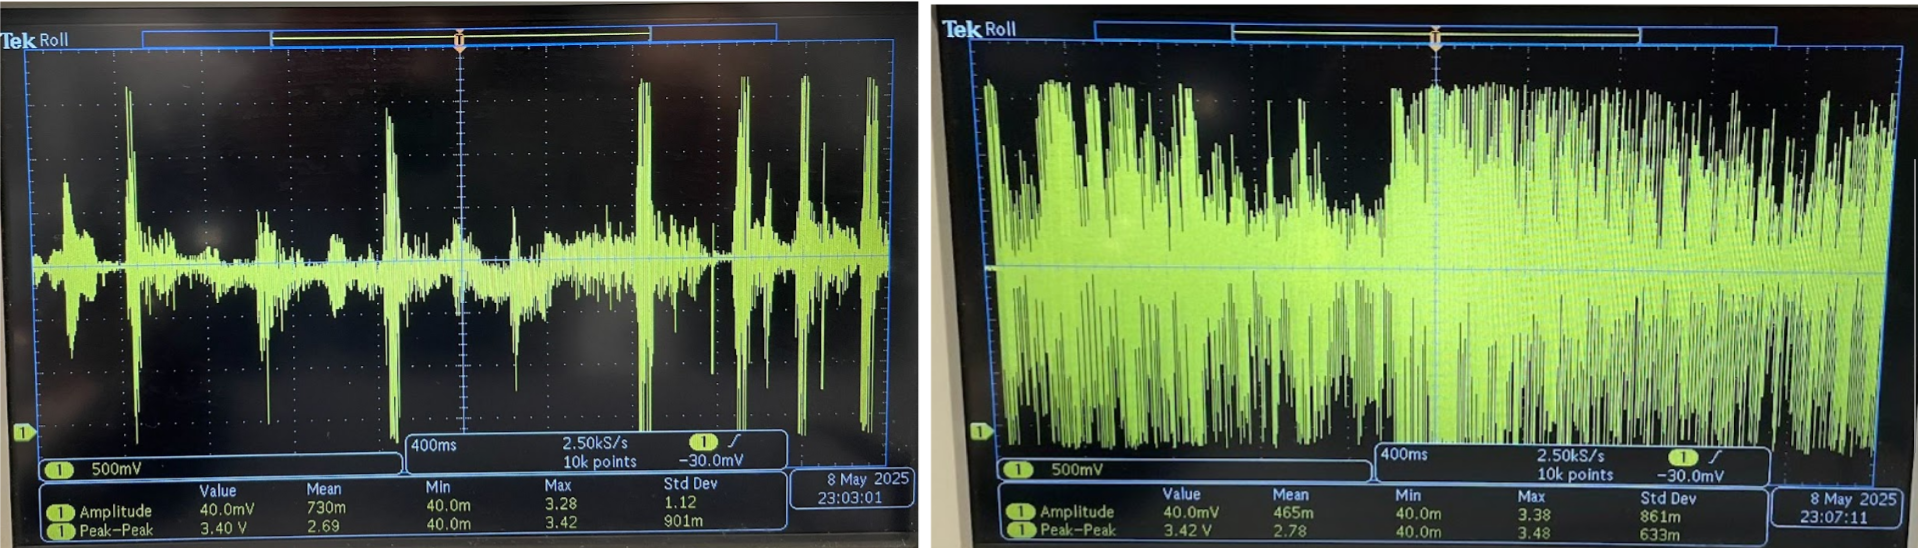 Tek Roll
T
1
400ms 2.50kS/s 1
10k points -30.0mV
1 500mV
Value Mean Min Max Std Dev
1 Amplitude 40.0mV 730m 40.0m 3.28 1.12
1 Peak-Peak 3.40 V 2.69 40.0m 3.42 901m
8 May 2025
23:03:01
Tek Roll
T
1
400ms 2.50kS/s 1
10k points -30.0mV
1 500mV
Value Mean Min Max Std Dev
1 Amplitude 40.0mV 465m 40.0m 3.38 861m
1 Peak-Peak 3.42 V 2.78 40.0m 3.48 633m
8 May 2025
23:07:11